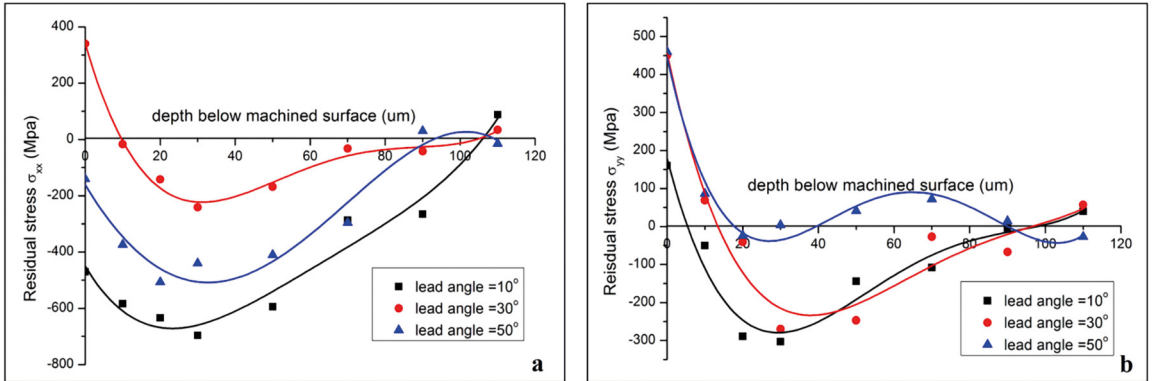 400
200
0
-200
-400
-600
-800
0 20 40 60 80 100 120
Residual stress σxx (Mpa)
depth below machined surface (um)
lead angle =10°
lead angle =30°
lead angle =50°
a
500
400
300
200
100
0
-100
-200
-300
0 20 40 60 80 100 120
Reisdual stress σyy (Mpa)
depth below machined surface (um)
lead angle =10°
lead angle =30°
lead angle =50°
b